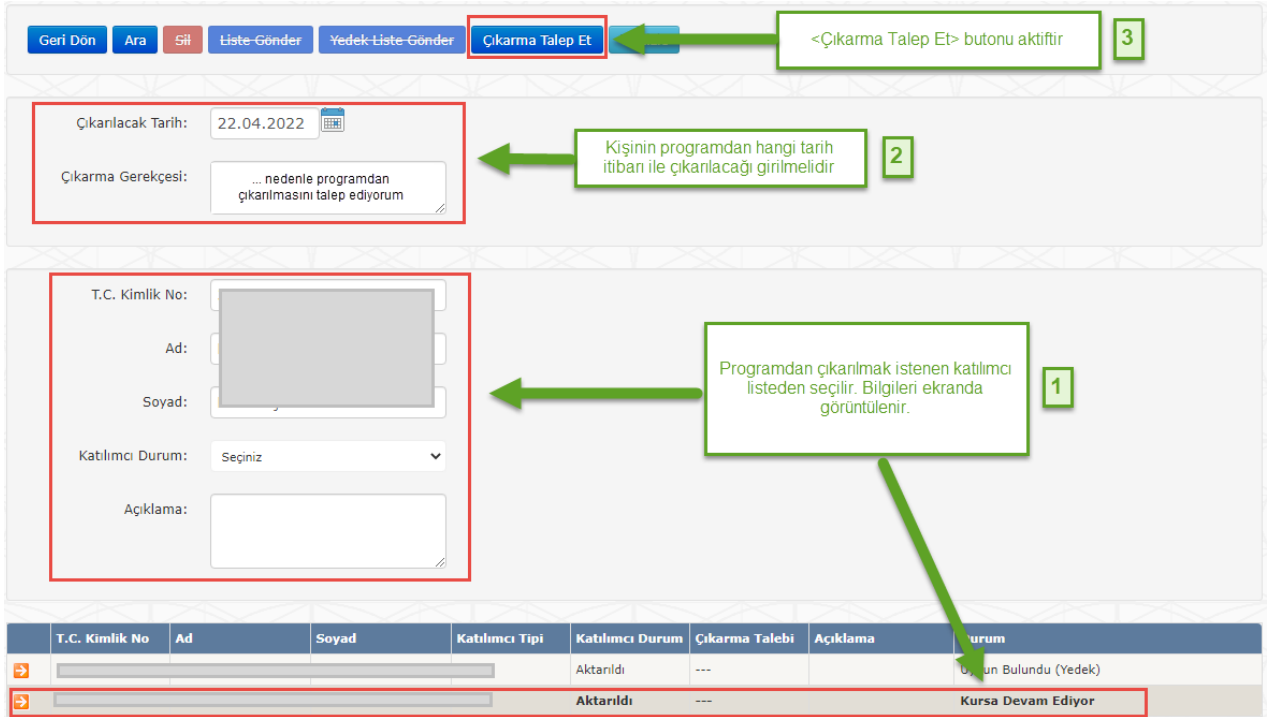 Geri Dön Ara Sil Liste Gönder Yedek Liste Gönder Çıkarma Talep Et
<Çıkarma Talep Et> butonu aktiftir
3
Çıkarılacak Tarih: 22.04.2022
Çıkarma Gerekçesi: ... nedenle programdan
çıkarılmasını talep ediyorum
Kişinin programdan hangi tarih
itibarı ile çıkarılacağı girilmelidir
2
T.C. Kimlik No:
Ad:
Soyad:
Katılımcı Durum: Seçiniz
Açıklama:
Programdan çıkarılmak istenen katılımcı
listeden seçilir. Bilgileri ekranda
görüntülenir.
1
T.C. Kimlik No Ad Soyad Katılımcı Tipi Katılımcı Durum Çıkarma Talebi Açıklama Durum
Aktarıldı --- Bulundu (Yedek)
Aktarıldı --- Kursa Devam Ediyor